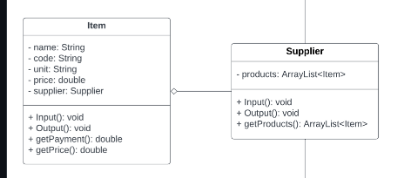 Item
- name: String
- code: String
- unit: String
- price: double
- supplier: Supplier
+ Input(): void
+ Output(): void
+ getPayment(): double
+ getPrice(): double
Supplier
- products: ArrayList<Item>
+ Input(): void
+ Output(): void
+ getProducts(): ArrayList<Item>